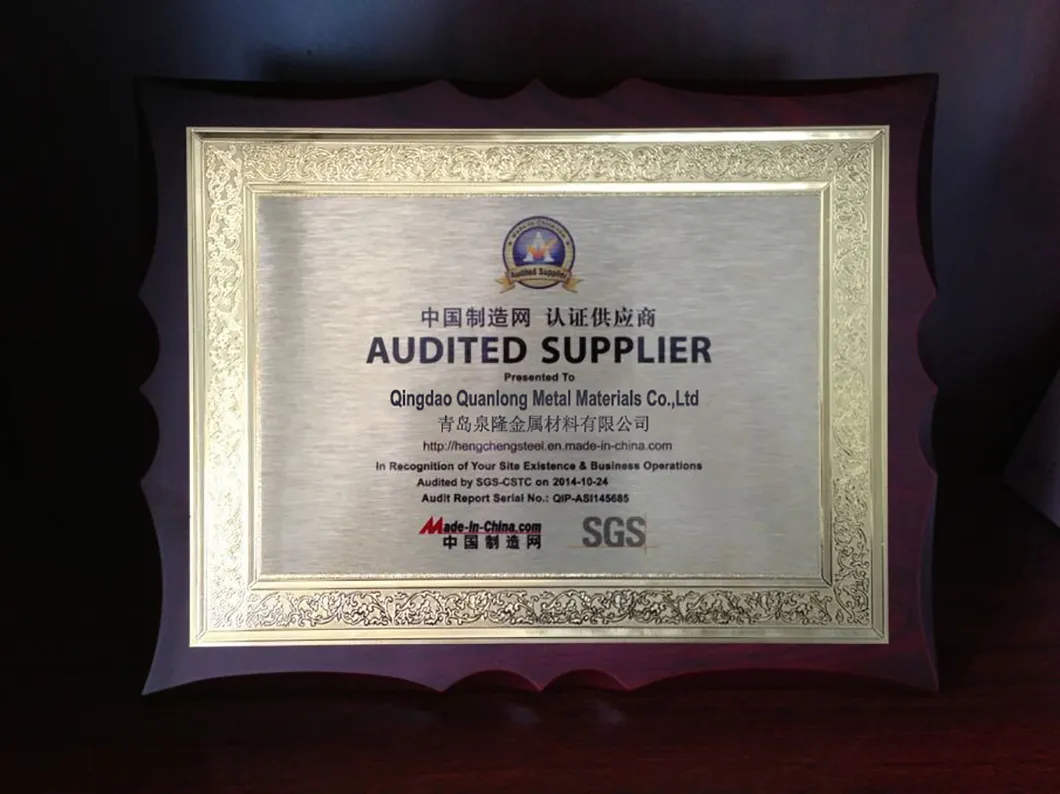 Made-in-China.com
Audited Supplier
中国制造网 认证供应商
AUDITED SUPPLIER
Presented To
Qingdao Quanlong Metal Materials Co.,Ltd
青岛泉隆金属材料有限公司
http://hengchengsteel.en.made-in-china.com
In Recognition of Your Site Existence & Business Operations
Audited by SGS-CSTC on 2014-10-24
Audit Report Serial No.: QIP-ASI145685
Made-in-China.com
中国制造网
SGS